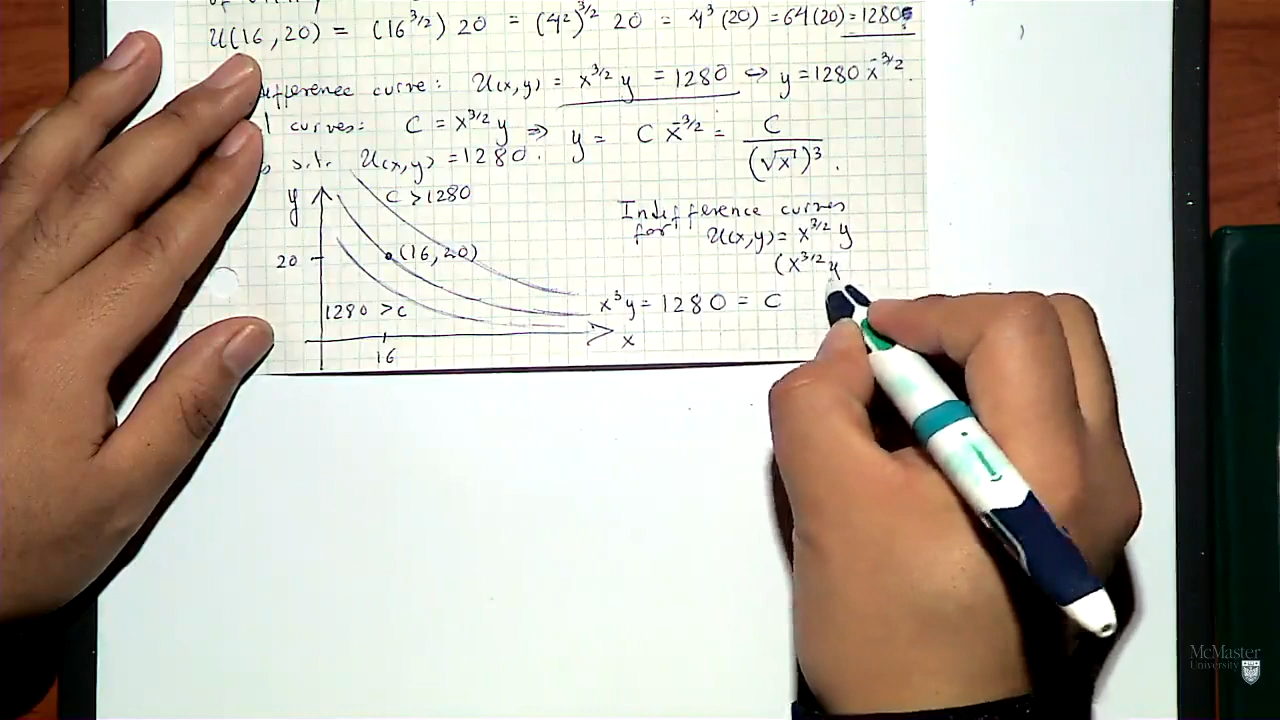 U(16,20) = (16^{3/2}) 20 = (4²)^{3/2} 20 = 4³ (20) = 64 (20) = 1280
ifference curve: U(x,y) = x^{3/2} y = 1280 ⇔ y = 1280 x^{-3/2}.
l curves: C = x^{3/2} y ⇒ y = C x^{-3/2} = C / (√x)³.
s.t. U(x,y) = 1280.
y
C > 1280
Indifference curves
for U(x,y) = x^{3/2} y
(x^{3/2} y
20
(16, 20)
x³y = 1280 = C
1280 > C
x
16
McMaster
University